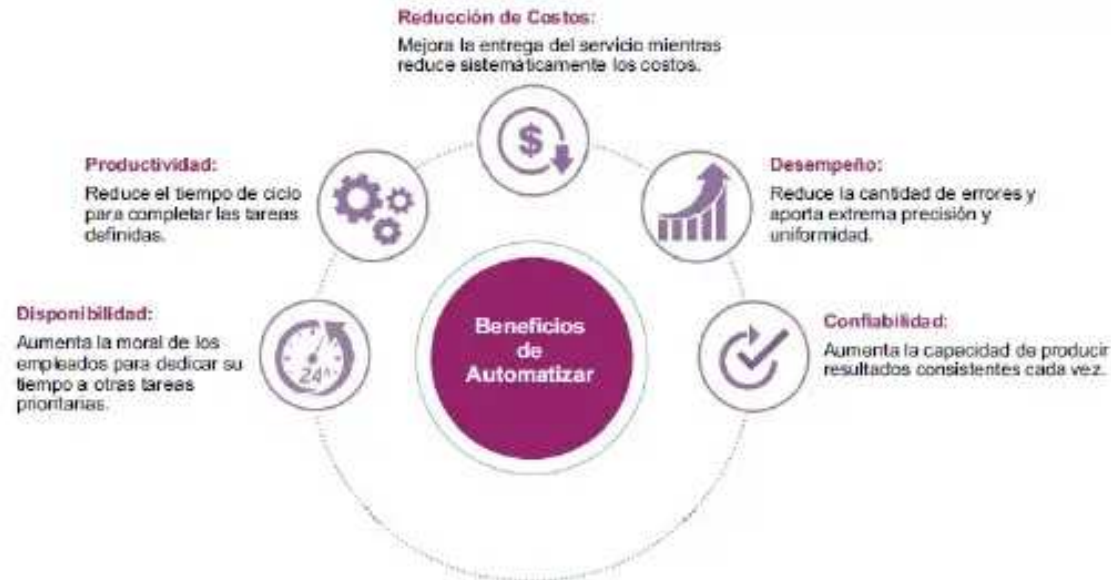 Reducción de Costos:
Mejora la entrega del servicio mientras
reduce sistemáticamente los costos.
$
Productividad:
Reduce el tiempo de ciclo
para completar las tareas
definidas.
Desempeño:
Reduce la cantidad de errores y
aporta extrema precisión y
uniformidad.
Disponibilidad:
Aumenta la moral de los
empleados para dedicar su
tiempo a otras tareas
prioritarias.
24
Beneficios
de
Automatizar
Confiabilidad:
Aumenta la capacidad de producir
resultados consistentes cada vez.